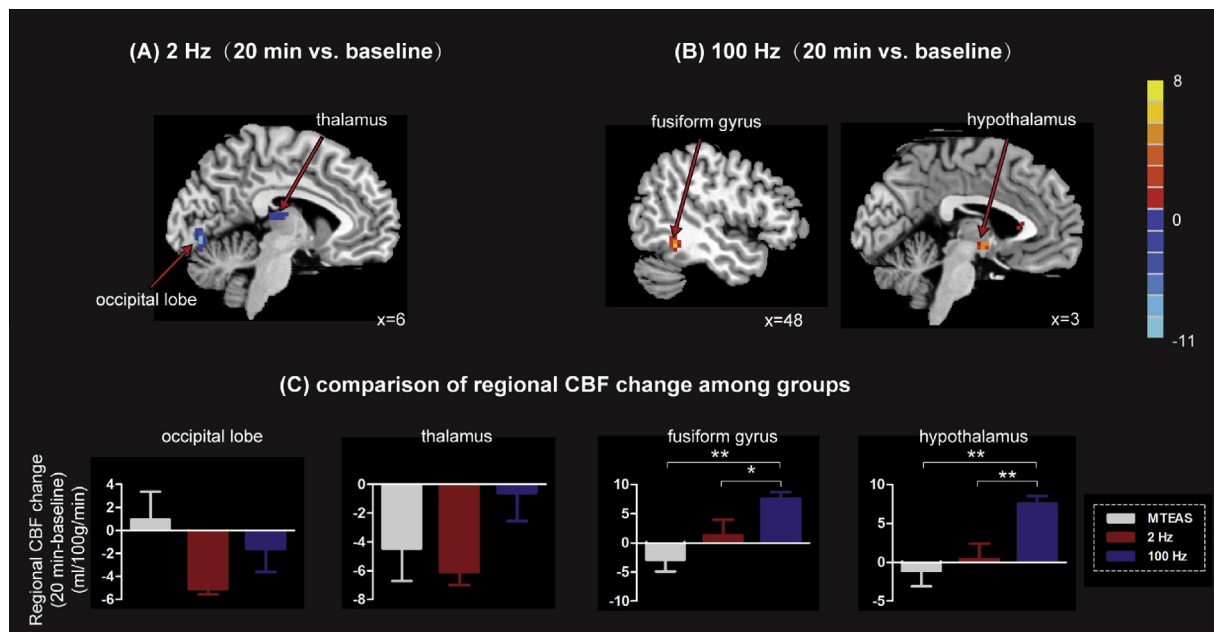 (A) 2 Hz（20 min vs. baseline）
(B) 100 Hz（20 min vs. baseline）
thalamus
fusiform gyrus
hypothalamus
occipital lobe
x=6
x=48
x=3
8
0
-11
(C) comparison of regional CBF change among groups
Regional CBF change
(20 min-baseline)
(ml/100g/min)
occipital lobe
4
2
0
-2
-4
-6
thalamus
0
-2
-4
-6
-8
fusiform gyrus
**
*
10
5
0
-5
-10
hypothalamus
**
**
10
5
0
-5
MTEAS
2 Hz
100 Hz